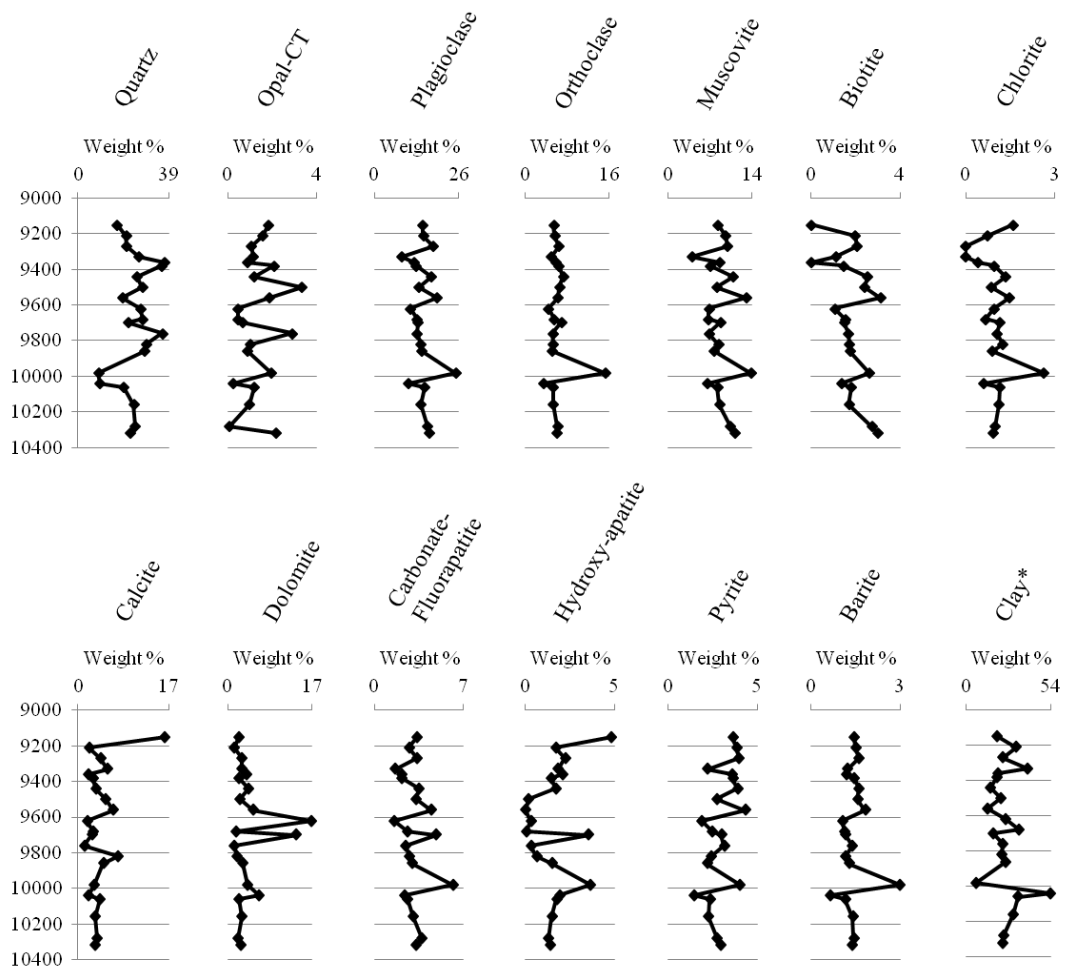 Quartz Opal-CT Plagioclase Orthoclase Muscovite Biotite Chlorite
Weight % Weight % Weight % Weight % Weight % Weight % Weight %
0 39 0 4 0 26 0 16 0 14 0 4 0 3
9000
9200
9400
9600
9800
10000
10200
10400
Calcite Dolomite Carbonate- Hydroxy-apatite Pyrite Barite Clay*
Fluorapatite
Weight % Weight % Weight % Weight % Weight % Weight % Weight %
0 17 0 17 0 7 0 5 0 5 0 3 0 54
9000
9200
9400
9600
9800
10000
10200
10400